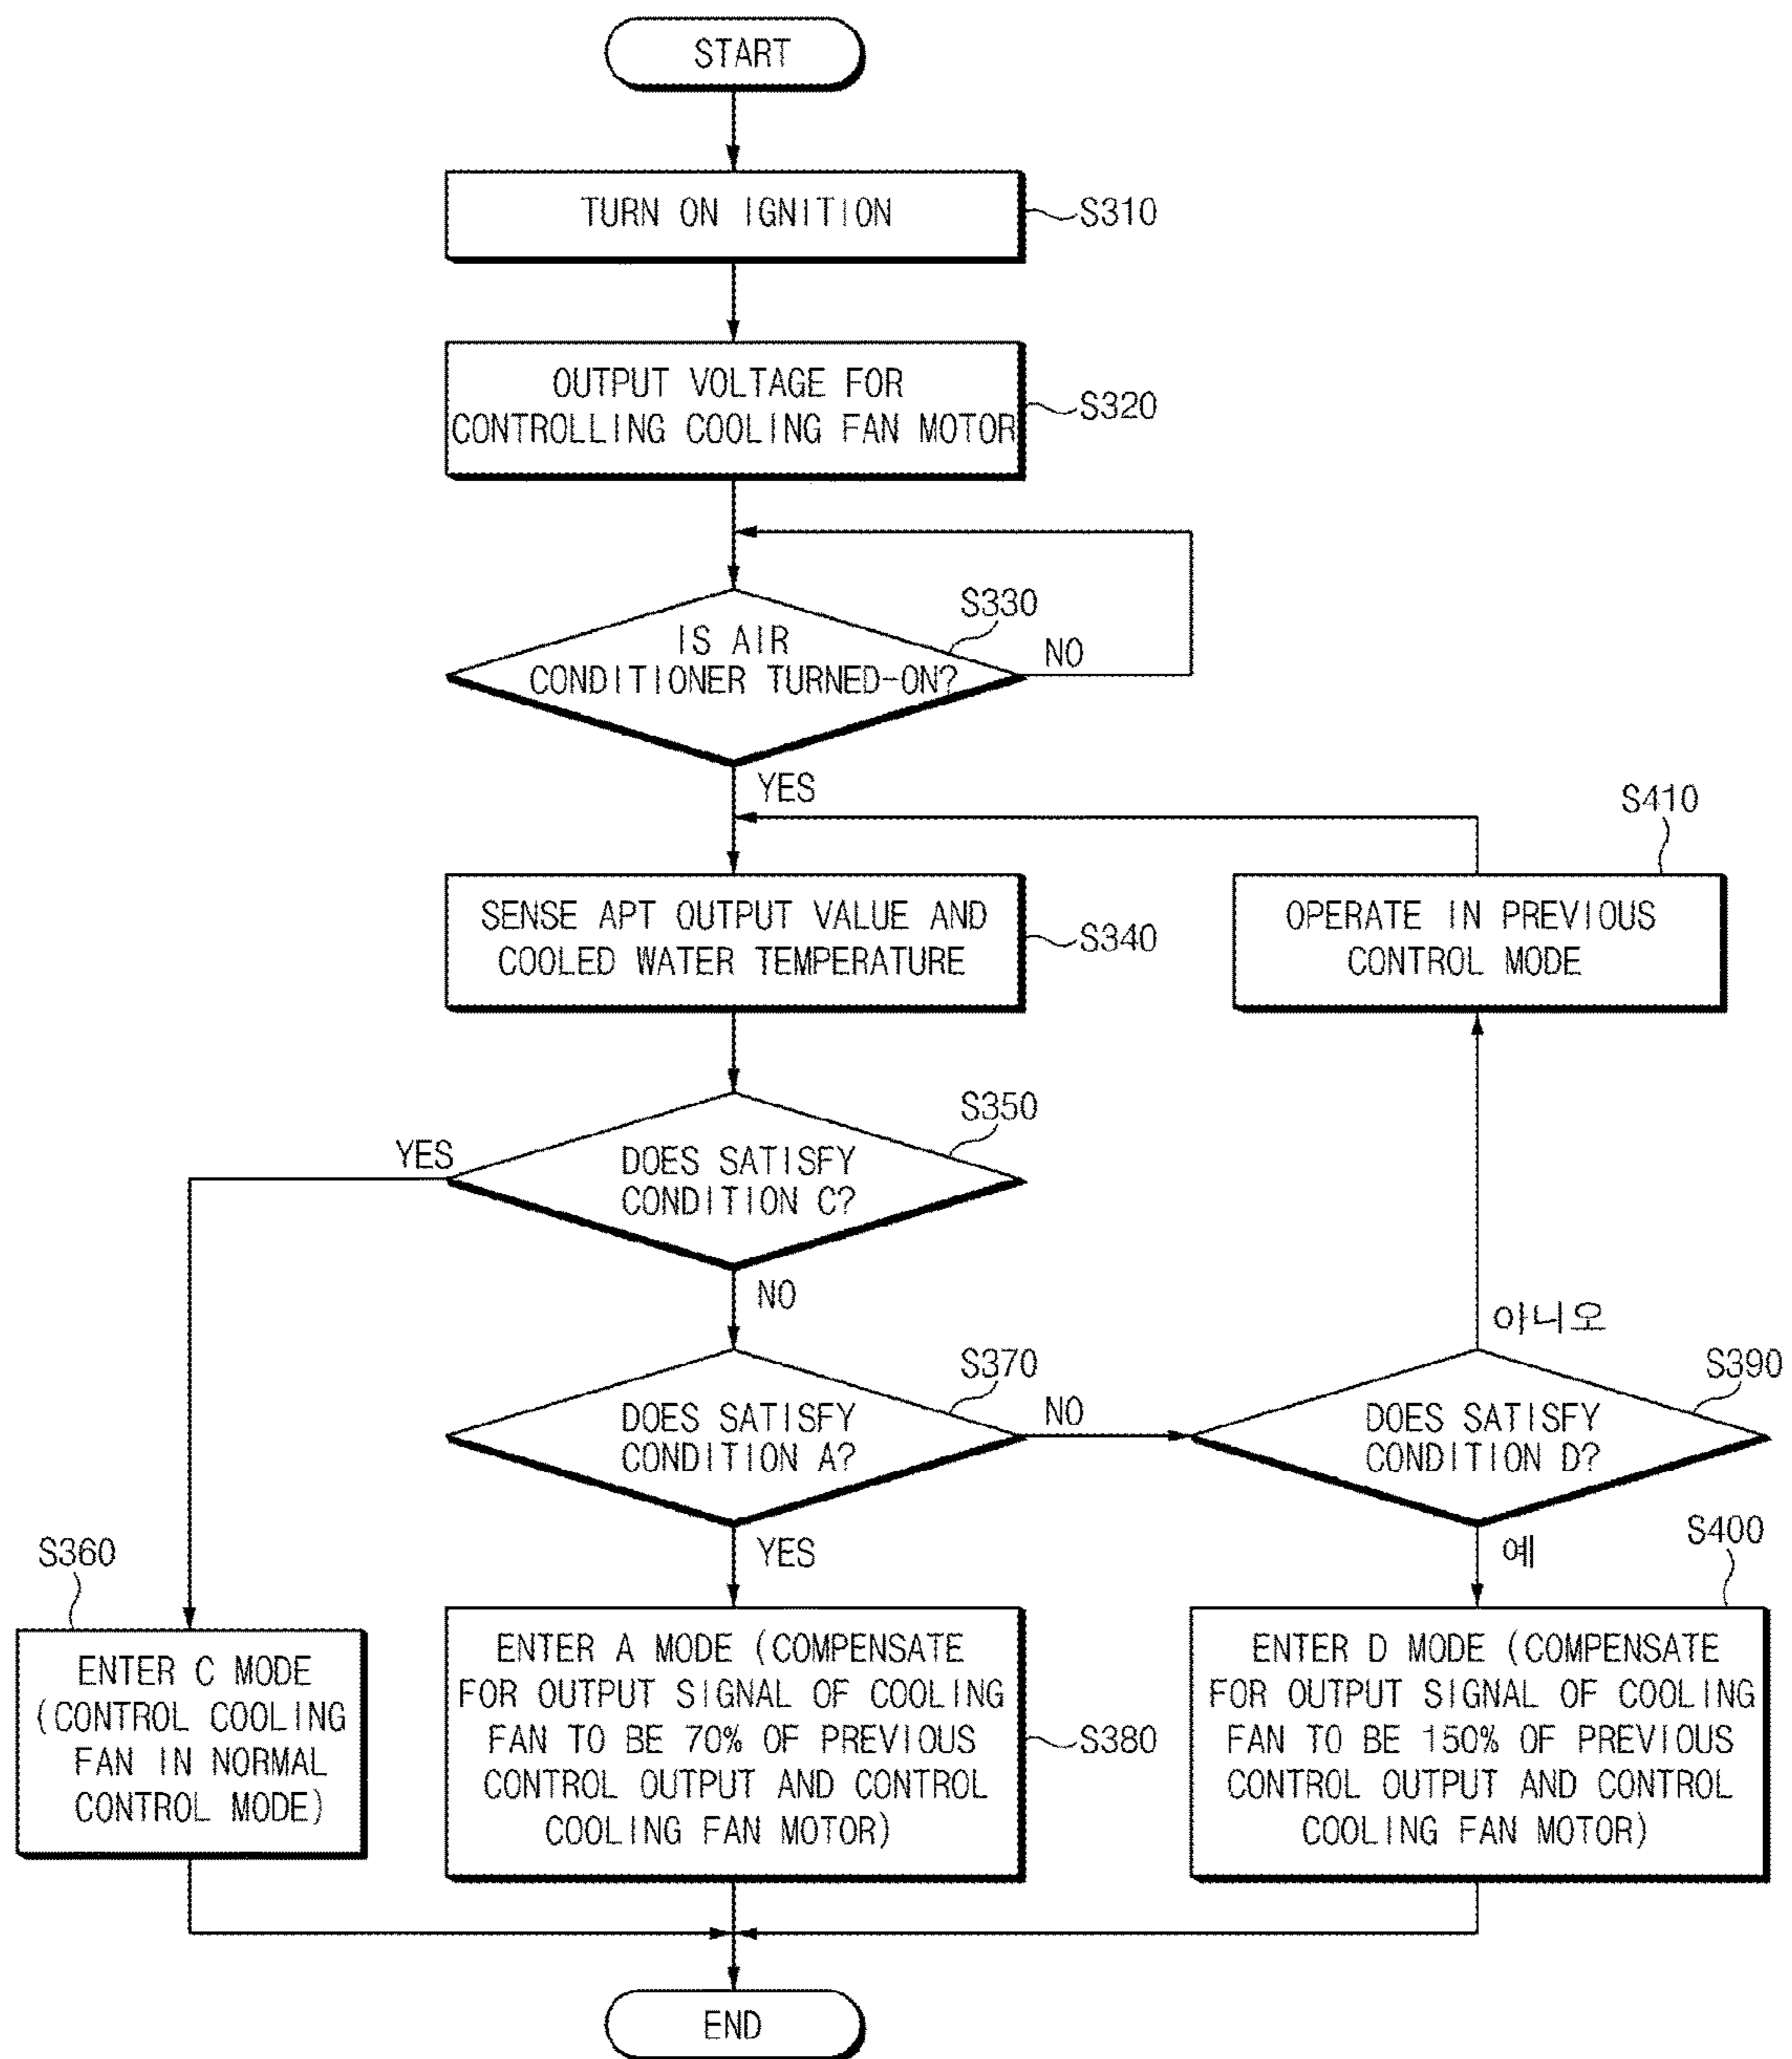 START
TURN ON IGNITION
S310
OUTPUT VOLTAGE FOR
CONTROLLING COOLING FAN MOTOR
S320
S330
IS AIR
CONDITIONER TURNED-ON?
NO
YES
S410
SENSE APT OUTPUT VALUE AND
COOLED WATER TEMPERATURE
S340
OPERATE IN PREVIOUS
CONTROL MODE
S350
YES
DOES SATISFY
CONDITION C?
NO
아니오
S370
S390
DOES SATISFY
CONDITION A?
NO
DOES SATISFY
CONDITION D?
S360
YES
예
S400
ENTER C MODE
(CONTROL COOLING
FAN IN NORMAL
CONTROL MODE)
ENTER A MODE (COMPENSATE
FOR OUTPUT SIGNAL OF COOLING
FAN TO BE 70% OF PREVIOUS
CONTROL OUTPUT AND CONTROL
COOLING FAN MOTOR)
S380
ENTER D MODE (COMPENSATE
FOR OUTPUT SIGNAL OF COOLING
FAN TO BE 150% OF PREVIOUS
CONTROL OUTPUT AND CONTROL
COOLING FAN MOTOR)
END